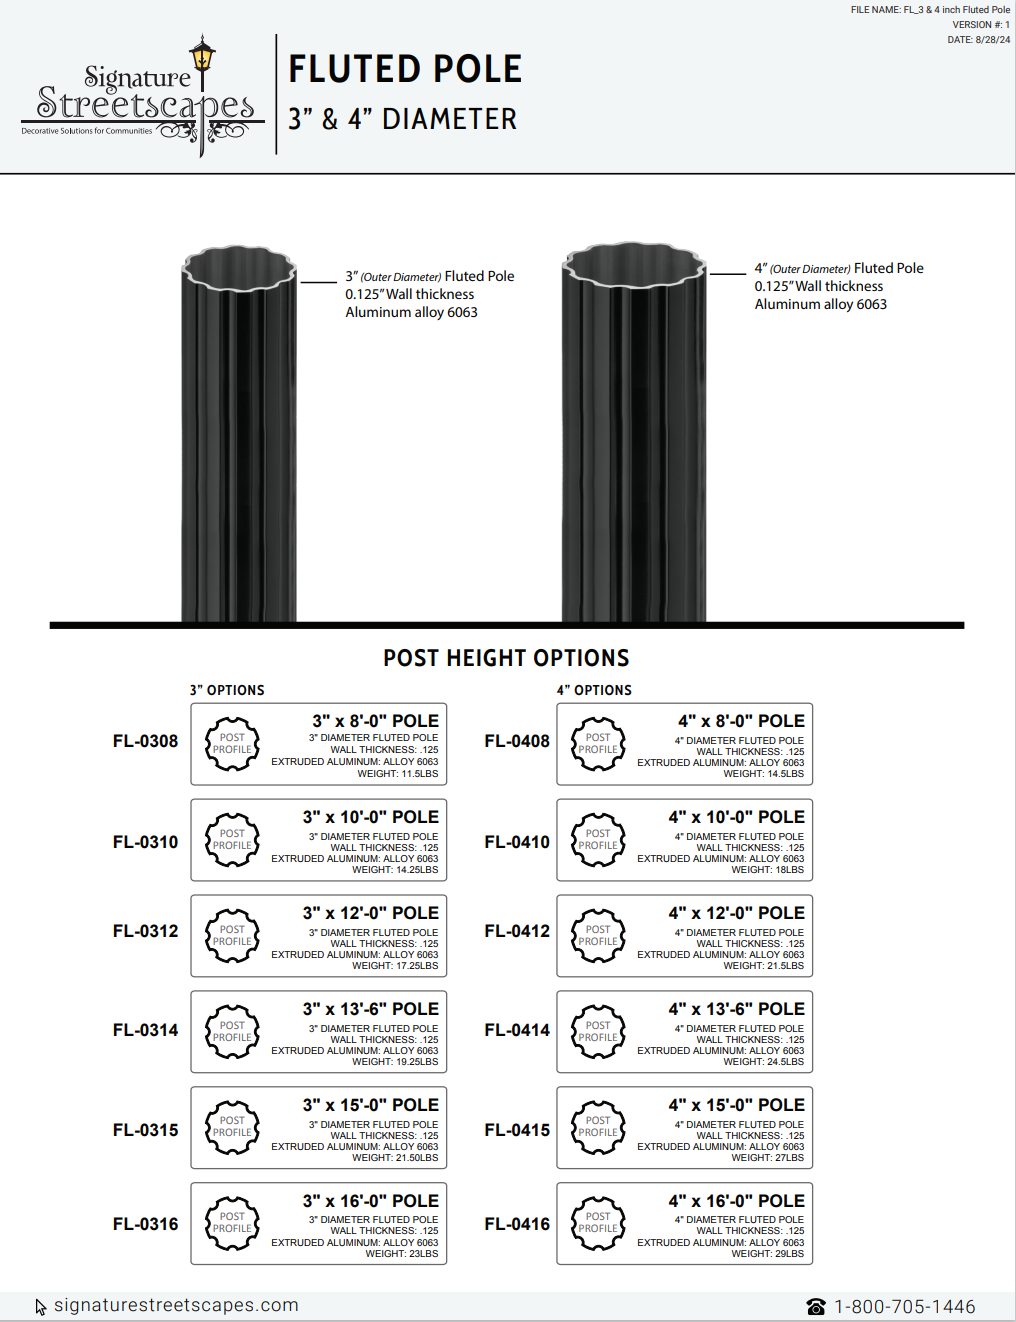 FILE NAME: FL_3 & 4 inch Fluted Pole
VERSION #: 1
DATE: 8/28/24
Signature
Streetscapes
Decorative Solutions for Communities
FLUTED POLE
3” & 4” DIAMETER
3” (Outer Diameter) Fluted Pole
0.125” Wall thickness
Aluminum alloy 6063
4” (Outer Diameter) Fluted Pole
0.125” Wall thickness
Aluminum alloy 6063
POST HEIGHT OPTIONS
3” OPTIONS
FL-0308
POST
PROFILE
3" x 8'-0" POLE
3" DIAMETER FLUTED POLE
WALL THICKNESS: .125
EXTRUDED ALUMINUM: ALLOY 6063
WEIGHT: 11.5LBS
FL-0310
POST
PROFILE
3" x 10'-0" POLE
3" DIAMETER FLUTED POLE
WALL THICKNESS: .125
EXTRUDED ALUMINUM: ALLOY 6063
WEIGHT: 14.25LBS
FL-0312
POST
PROFILE
3" x 12'-0" POLE
3" DIAMETER FLUTED POLE
WALL THICKNESS: .125
EXTRUDED ALUMINUM: ALLOY 6063
WEIGHT: 17.25LBS
FL-0314
POST
PROFILE
3" x 13'-6" POLE
3" DIAMETER FLUTED POLE
WALL THICKNESS: .125
EXTRUDED ALUMINUM: ALLOY 6063
WEIGHT: 19.25LBS
FL-0315
POST
PROFILE
3" x 15'-0" POLE
3" DIAMETER FLUTED POLE
WALL THICKNESS: .125
EXTRUDED ALUMINUM: ALLOY 6063
WEIGHT: 21.50LBS
FL-0316
POST
PROFILE
3" x 16'-0" POLE
3" DIAMETER FLUTED POLE
WALL THICKNESS: .125
EXTRUDED ALUMINUM: ALLOY 6063
WEIGHT: 23LBS
4” OPTIONS
FL-0408
POST
PROFILE
4" x 8'-0" POLE
4" DIAMETER FLUTED POLE
WALL THICKNESS: .125
EXTRUDED ALUMINUM: ALLOY 6063
WEIGHT: 14.5LBS
FL-0410
POST
PROFILE
4" x 10'-0" POLE
4" DIAMETER FLUTED POLE
WALL THICKNESS: .125
EXTRUDED ALUMINUM: ALLOY 6063
WEIGHT: 18LBS
FL-0412
POST
PROFILE
4" x 12'-0" POLE
4" DIAMETER FLUTED POLE
WALL THICKNESS: .125
EXTRUDED ALUMINUM: ALLOY 6063
WEIGHT: 21.5LBS
FL-0414
POST
PROFILE
4" x 13'-6" POLE
4" DIAMETER FLUTED POLE
WALL THICKNESS: .125
EXTRUDED ALUMINUM: ALLOY 6063
WEIGHT: 24.5LBS
FL-0415
POST
PROFILE
4" x 15'-0" POLE
4" DIAMETER FLUTED POLE
WALL THICKNESS: .125
EXTRUDED ALUMINUM: ALLOY 6063
WEIGHT: 27LBS
FL-0416
POST
PROFILE
4" x 16'-0" POLE
4" DIAMETER FLUTED POLE
WALL THICKNESS: .125
EXTRUDED ALUMINUM: ALLOY 6063
WEIGHT: 29LBS
signaturestreetscapes.com
1-800-705-1446